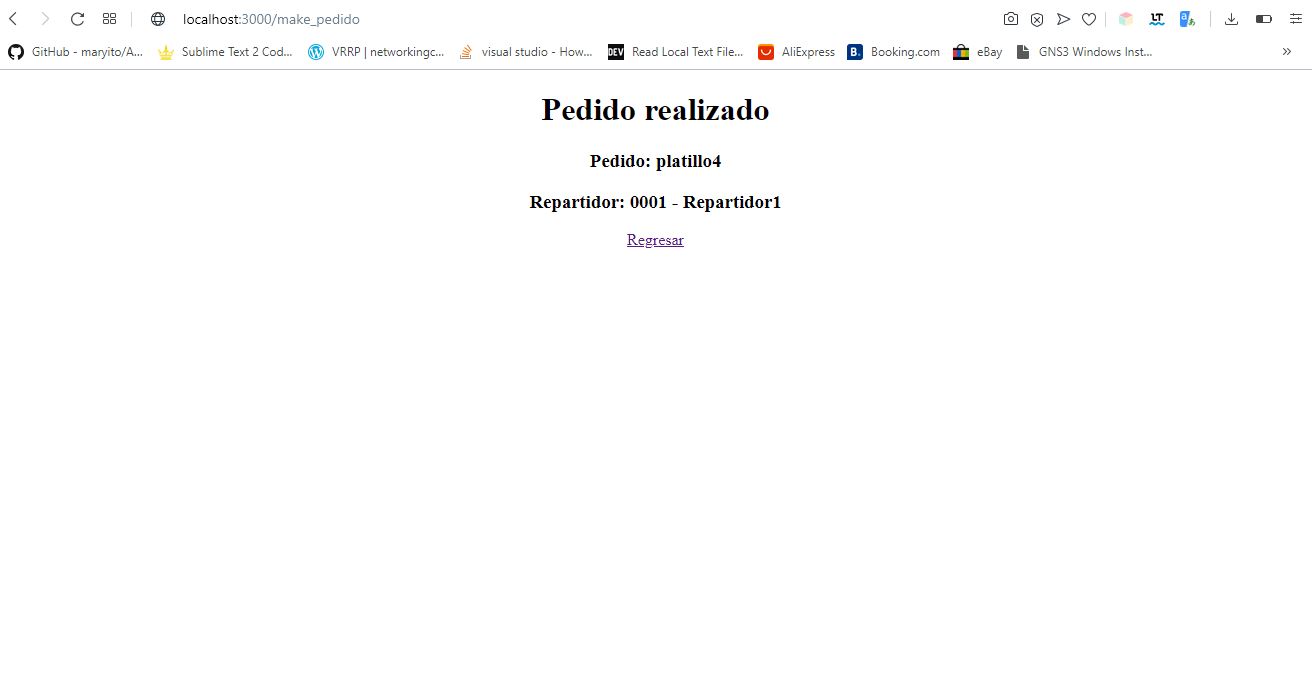 localhost:3000/make_pedido
GitHub - maryito/A... Sublime Text 2 Cod... VRRP | networkingc... visual studio - How... DEV Read Local Text File... AliExpress B. Booking.com eBay GNS3 Windows Inst... »
Pedido realizado
Pedido: platillo4
Repartidor: 0001 - Repartidor1
Regresar